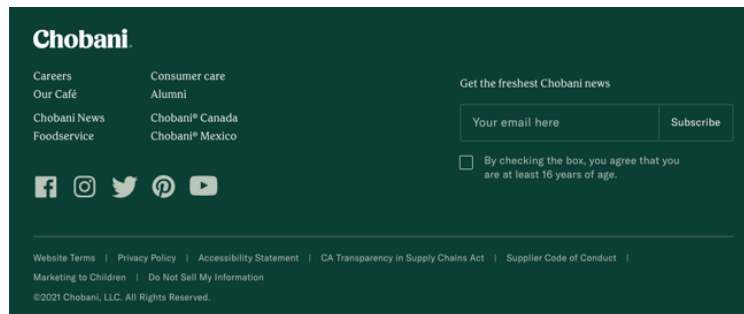 Chobani.
Careers
Our Café
Chobani News
Foodservice
Consumer care
Alumni
Chobani® Canada
Chobani® Mexico
Get the freshest Chobani news
Your email here
Subscribe
By checking the box, you agree that you
are at least 16 years of age.
Website Terms | Privacy Policy | Accessibility Statement | CA Transparency in Supply Chains Act | Supplier Code of Conduct |
Marketing to Children | Do Not Sell My Information
©2021 Chobani, LLC. All Rights Reserved.